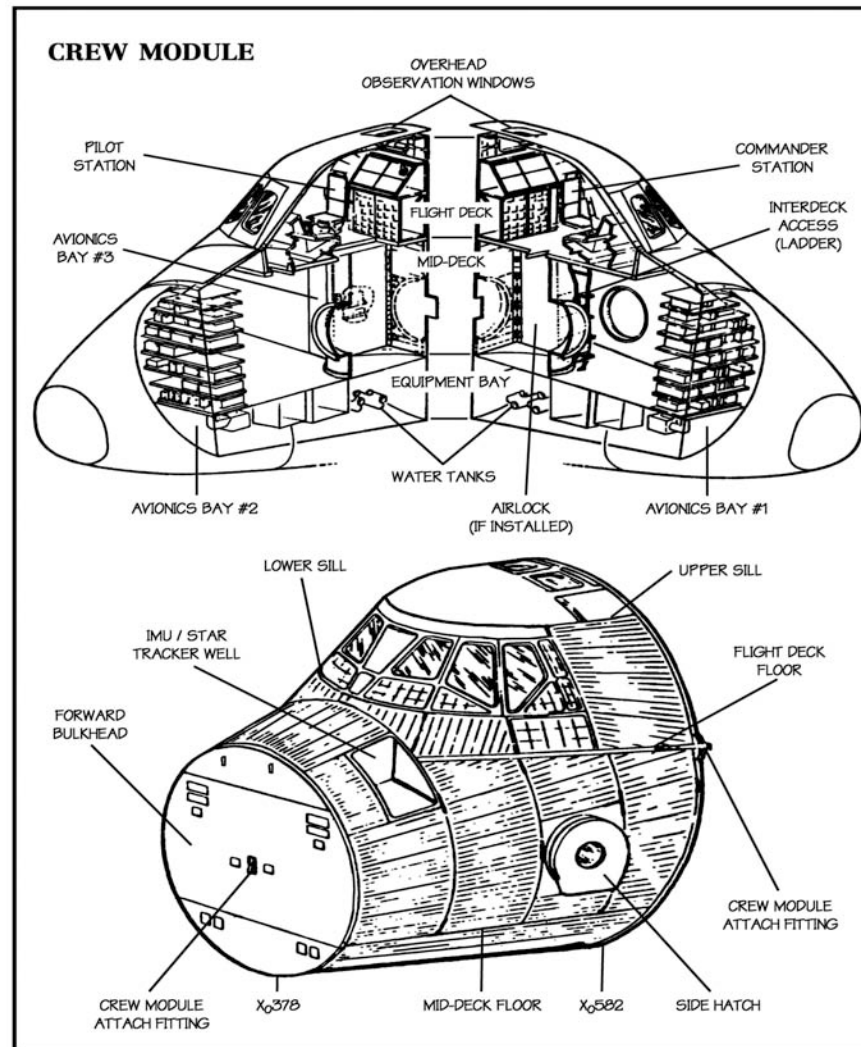 CREW MODULE
OVERHEAD
OBSERVATION WINDOWS
PILOT
STATION
COMMANDER
STATION
FLIGHT DECK
INTERDECK
ACCESS
(LADDER)
AVIONICS
BAY #3
MID-DECK
EQUIPMENT BAY
WATER TANKS
AVIONICS BAY #2
AIRLOCK
(IF INSTALLED)
AVIONICS BAY #1
LOWER SILL
UPPER SILL
IMU / STAR
TRACKER WELL
FLIGHT DECK
FLOOR
FORWARD
BULKHEAD
CREW MODULE
ATTACH FITTING
CREW MODULE
ATTACH FITTING
X₀378
MID-DECK FLOOR
X₀582
SIDE HATCH